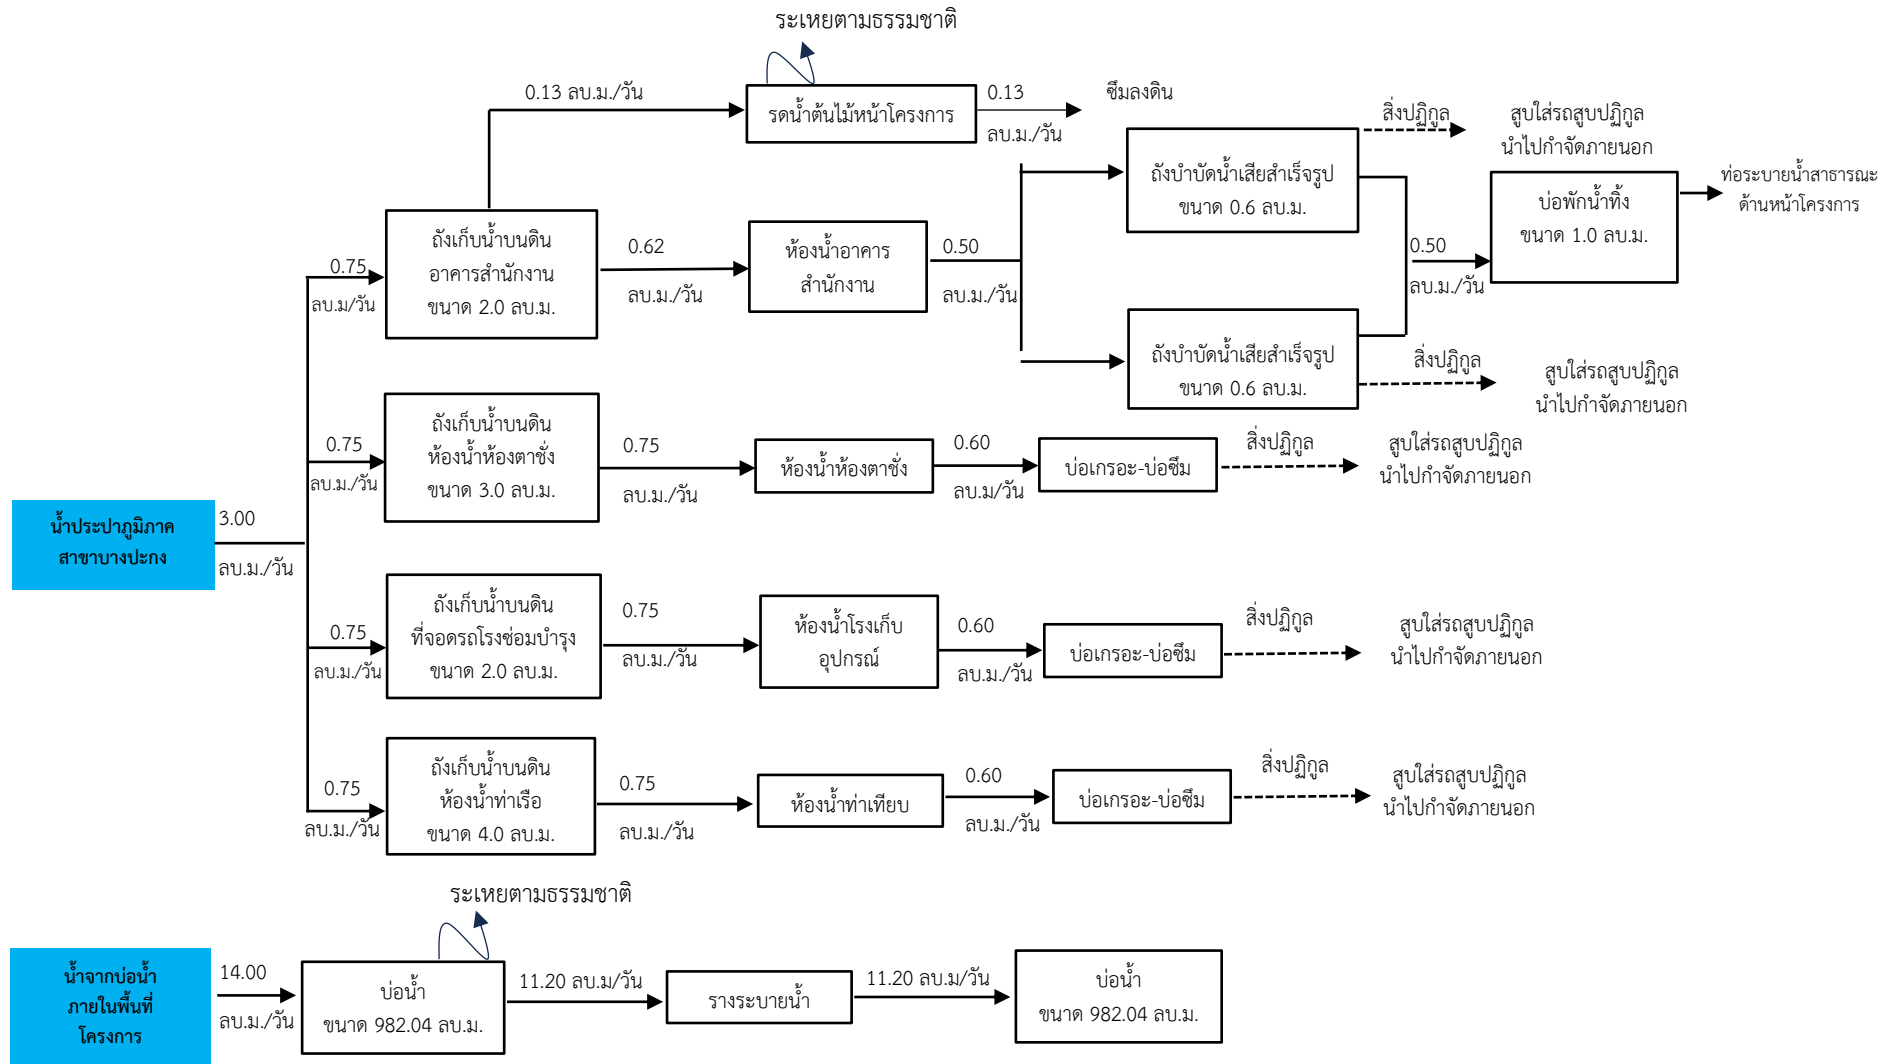 ระเหยตามธรรมชาติ
0.13 ลบ.ม./วัน
รดน้ำต้นไม้หน้าโครงการ
0.13
ลบ.ม./วัน
ซึมลงดิน
สิ่งปฏิกูล
สูบใส่รถสูบปฏิกูล
นำไปกำจัดภายนอก
ถังบำบัดน้ำเสียสำเร็จรูป
ขนาด 0.6 ลบ.ม.
บ่อพักน้ำทิ้ง
ขนาด 1.0 ลบ.ม.
ท่อระบายน้ำสาธารณะ
ด้านหน้าโครงการ
0.75
ลบ.ม/วัน
ถังเก็บน้ำบนดิน
อาคารสำนักงาน
ขนาด 2.0 ลบ.ม.
0.62
ลบ.ม./วัน
ห้องน้ำอาคาร
สำนักงาน
0.50
ลบ.ม./วัน
0.50
ลบ.ม./วัน
ถังบำบัดน้ำเสียสำเร็จรูป
ขนาด 0.6 ลบ.ม.
สิ่งปฏิกูล
สูบใส่รถสูบปฏิกูล
นำไปกำจัดภายนอก
0.75
ลบ.ม./วัน
ถังเก็บน้ำบนดิน
ห้องน้ำห้องตาชั่ง
ขนาด 3.0 ลบ.ม.
0.75
ลบ.ม./วัน
ห้องน้ำห้องตาชั่ง
0.60
ลบ.ม/วัน
บ่อเกรอะ-บ่อซึม
สิ่งปฏิกูล
สูบใส่รถสูบปฏิกูล
นำไปกำจัดภายนอก
น้ำประปาภูมิภาค
สาขาบางปะกง
3.00
ลบ.ม./วัน
0.75
ลบ.ม./วัน
ถังเก็บน้ำบนดิน
ที่จอดรถโรงซ่อมบำรุง
ขนาด 2.0 ลบ.ม.
0.75
ลบ.ม./วัน
ห้องน้ำโรงเก็บ
อุปกรณ์
0.60
ลบ.ม./วัน
บ่อเกรอะ-บ่อซึม
สิ่งปฏิกูล
สูบใส่รถสูบปฏิกูล
นำไปกำจัดภายนอก
0.75
ลบ.ม./วัน
ถังเก็บน้ำบนดิน
ห้องน้ำท่าเรือ
ขนาด 4.0 ลบ.ม.
0.75
ลบ.ม./วัน
ห้องน้ำท่าเทียบ
0.60
ลบ.ม./วัน
บ่อเกรอะ-บ่อซึม
สิ่งปฏิกูล
สูบใส่รถสูบปฏิกูล
นำไปกำจัดภายนอก
ระเหยตามธรรมชาติ
น้ำจากบ่อน้ำ
ภายในพื้นที่
โครงการ
14.00
ลบ.ม./วัน
บ่อน้ำ
ขนาด 982.04 ลบ.ม.
11.20 ลบ.ม/วัน
รางระบายน้ำ
11.20 ลบ.ม/วัน
บ่อน้ำ
ขนาด 982.04 ลบ.ม.